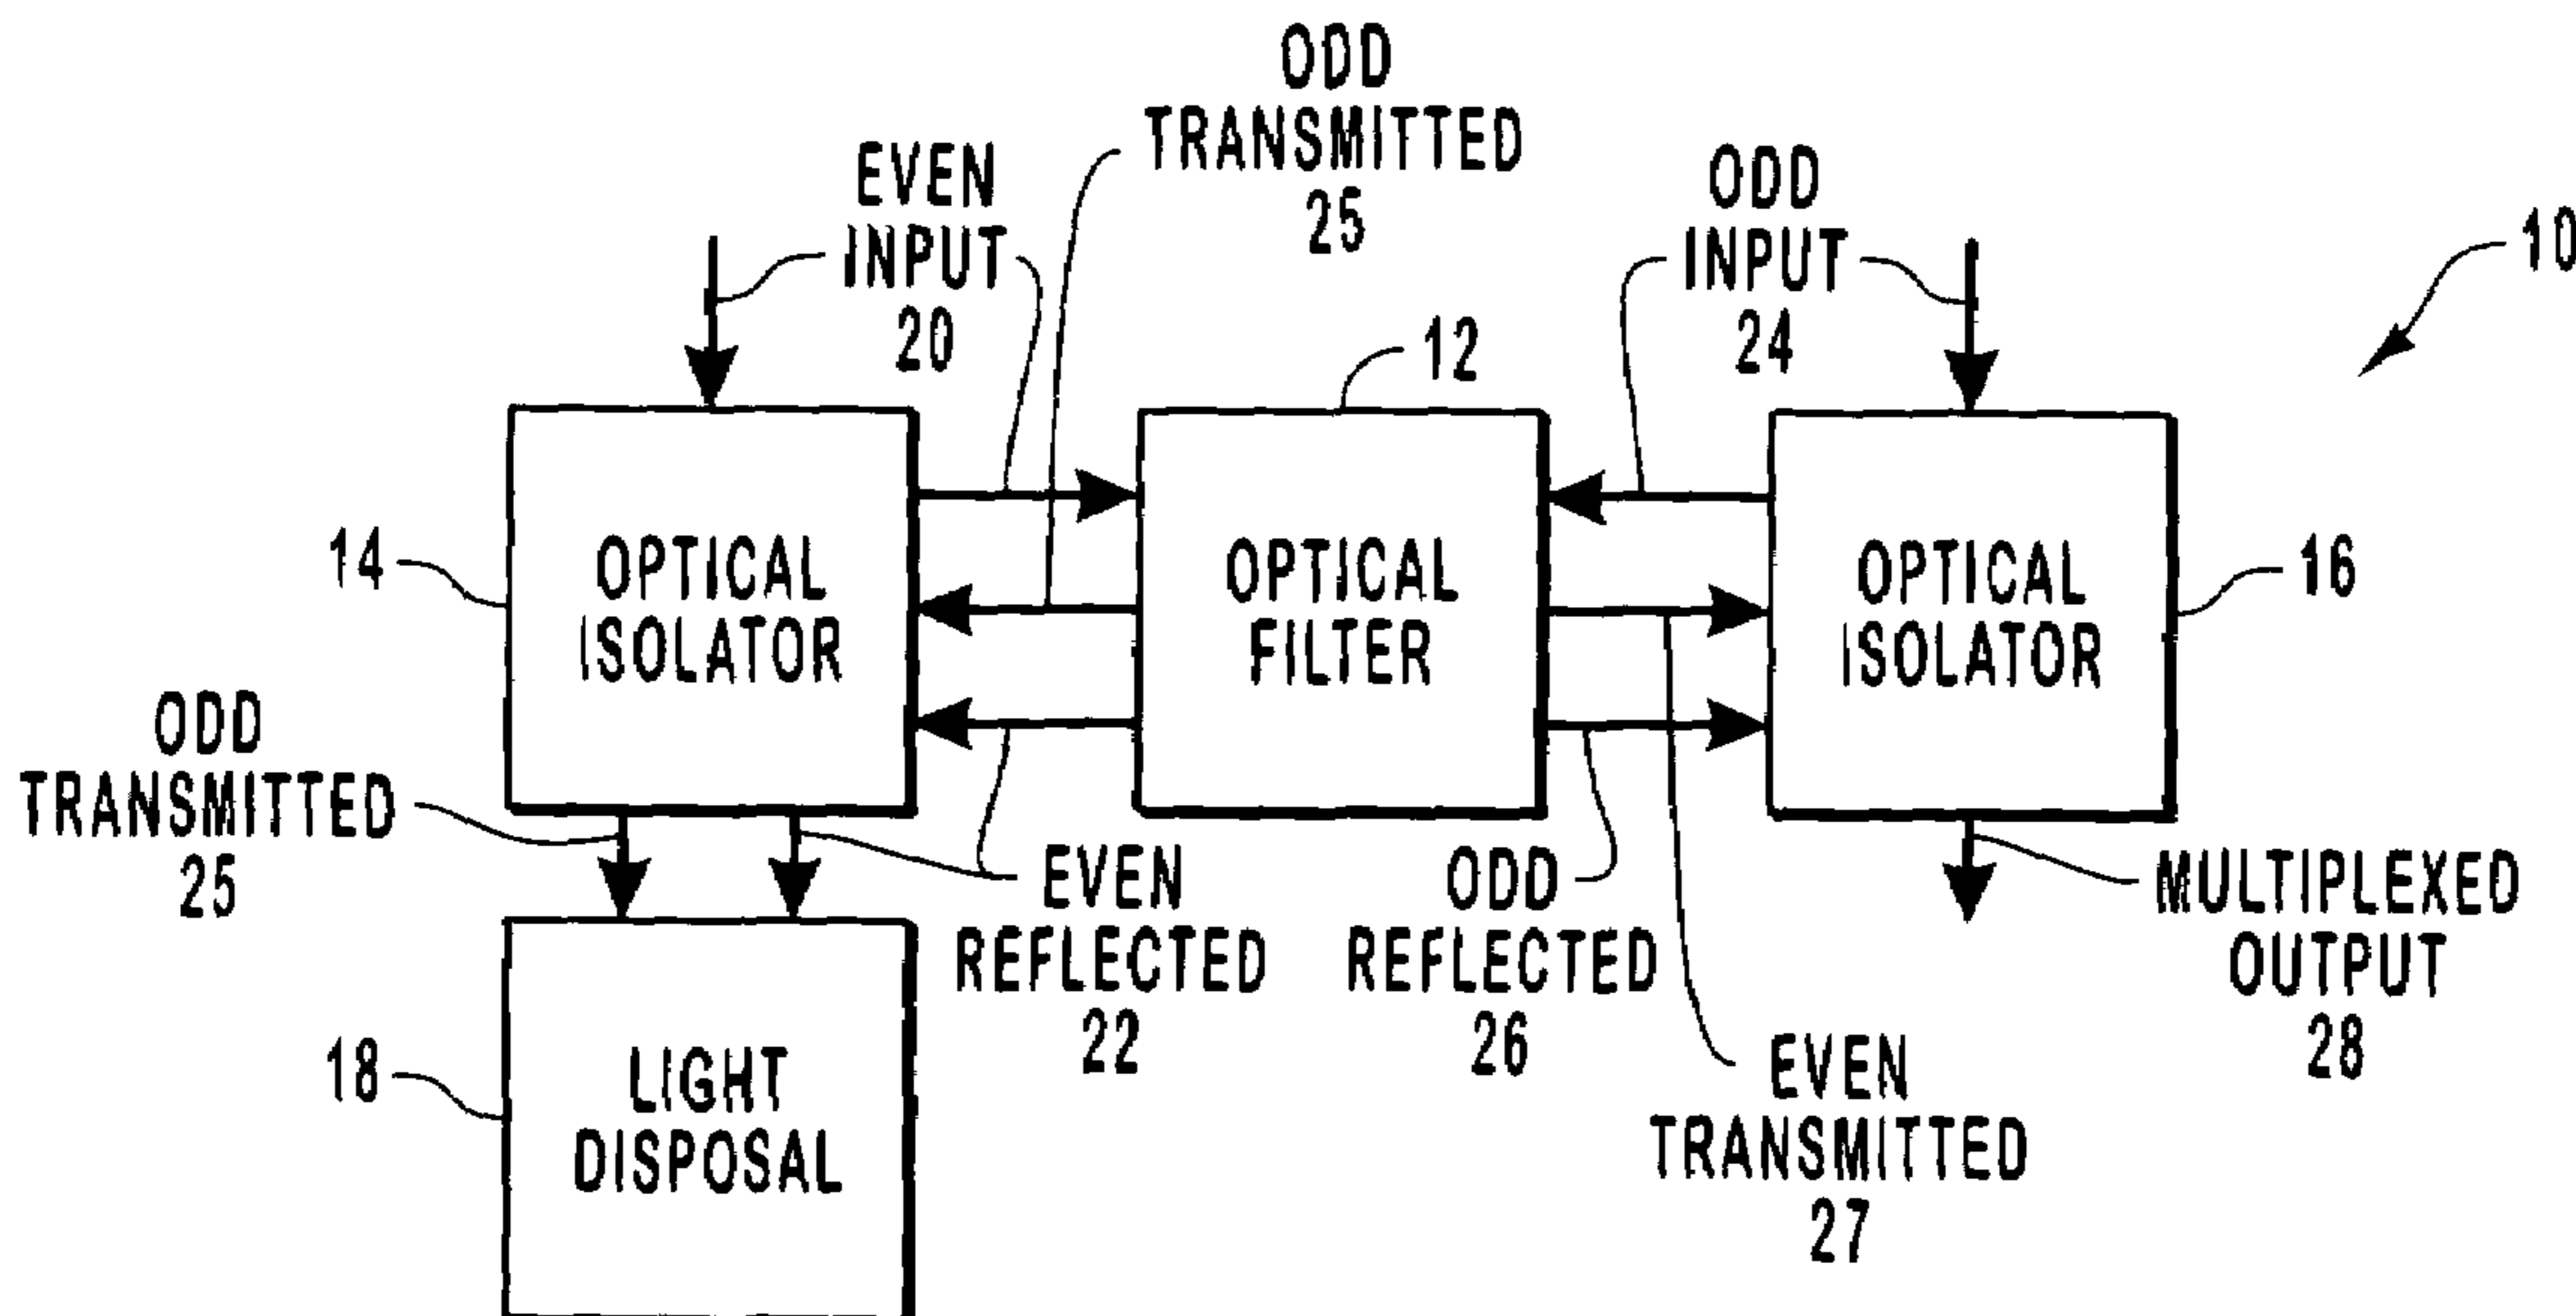 ODD
TRANSMITTED
25
EVEN
INPUT
20
ODD
INPUT
24
10
12
14
OPTICAL
ISOLATOR
OPTICAL
FILTER
OPTICAL
ISOLATOR
16
ODD
TRANSMITTED
25
EVEN
REFLECTED
22
ODD
REFLECTED
26
MULTIPLEXED
OUTPUT
28
18
LIGHT
DISPOSAL
EVEN
TRANSMITTED
27